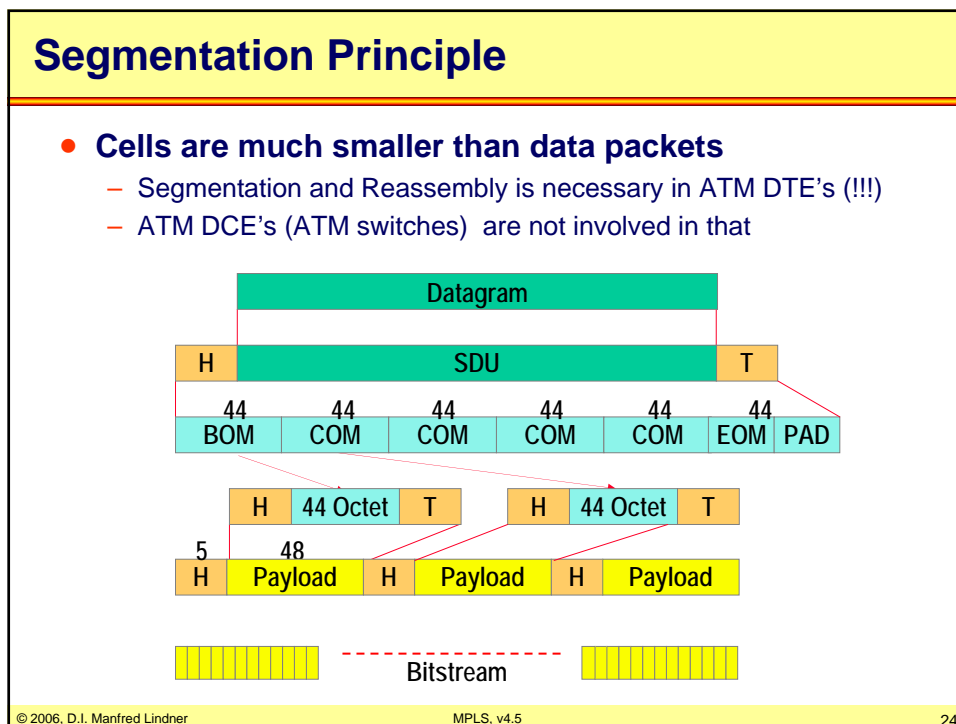 Segmentation Principle
• Cells are much smaller than data packets
– Segmentation and Reassembly is necessary in ATM DTE's (!!!)
– ATM DCE's (ATM switches) are not involved in that
Datagram
H SDU T
44 44 44 44 44 44
BOM COM COM COM COM EOM PAD
H 44 Octet T H 44 Octet T
5 48
H Payload H Payload H Payload
Bitstream
© 2006, D.I. Manfred Lindner MPLS, v4.5 24